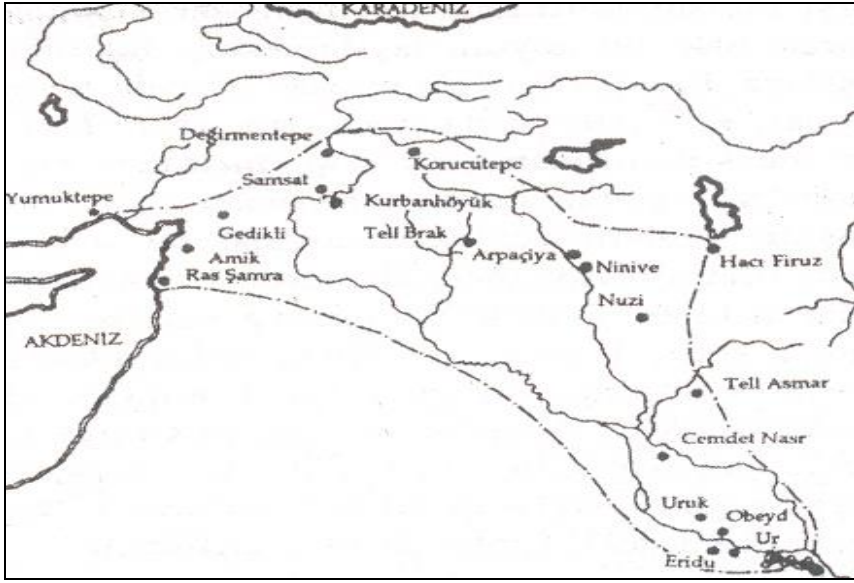 KARADENİZ
Değirmentepe
Korucutepe
Samsat
Yumuktepe
Kurbanhöyük
Gedikli
Tell Brak
Arpaçiya
Amik
Ninive
Hacı Firuz
Ras Şamra
Nuzi
AKDENİZ
Tell Asmar
Cemdet Nasr
Uruk
Obeyd
Ur
Eridu